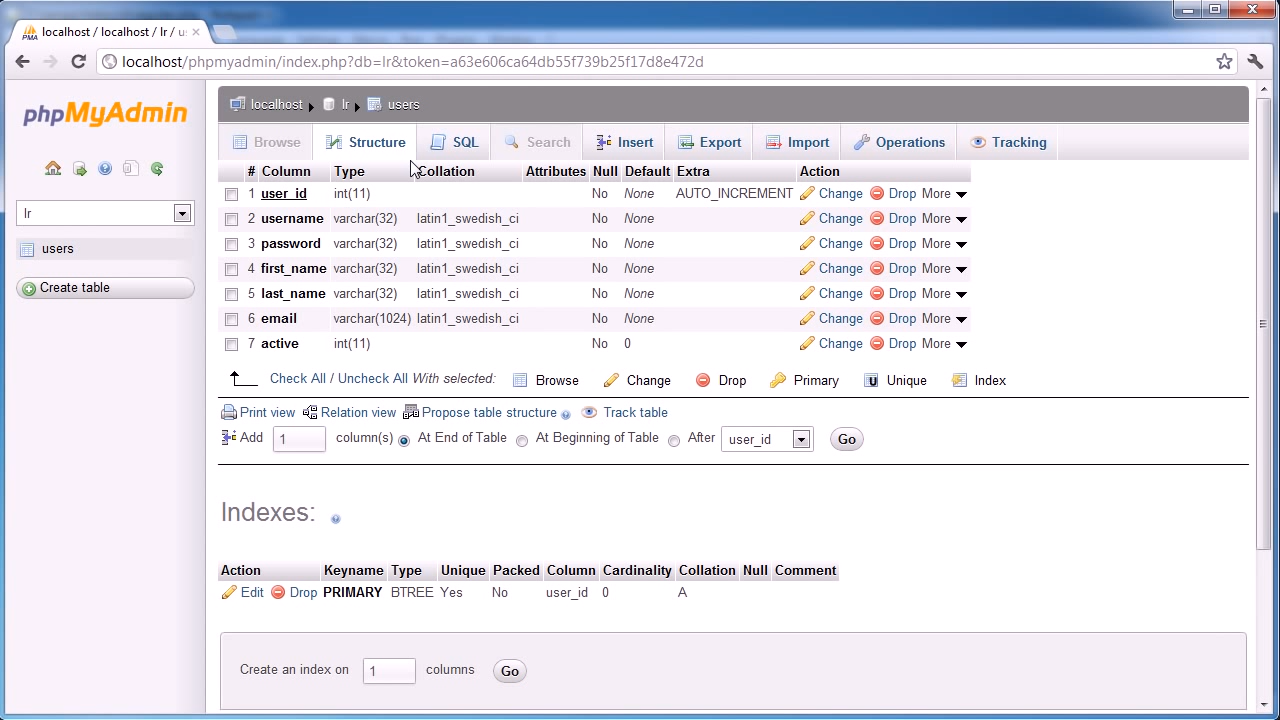 localhost / localhost / lr / us
localhost/phpmyadmin/index.php?db=lr&token=a63e606ca64db55f739b25f17d8e472d
phpMyAdmin
lr
users
Create table
localhost lr users
Browse Structure SQL Search Insert Export Import Operations Tracking
# Column Type Collation Attributes Null Default Extra Action
1 user_id int(11) No None AUTO_INCREMENT Change Drop More
2 username varchar(32) latin1_swedish_ci No None Change Drop More
3 password varchar(32) latin1_swedish_ci No None Change Drop More
4 first_name varchar(32) latin1_swedish_ci No None Change Drop More
5 last_name varchar(32) latin1_swedish_ci No None Change Drop More
6 email varchar(1024) latin1_swedish_ci No None Change Drop More
7 active int(11) No 0 Change Drop More
Check All / Uncheck All With selected: Browse Change Drop Primary U Unique Index
Print view Relation view Propose table structure Track table
Add 1 column(s) At End of Table At Beginning of Table After user_id Go
Indexes:
Action Keyname Type Unique Packed Column Cardinality Collation Null Comment
Edit Drop PRIMARY BTREE Yes No user_id 0 A
Create an index on 1 columns Go